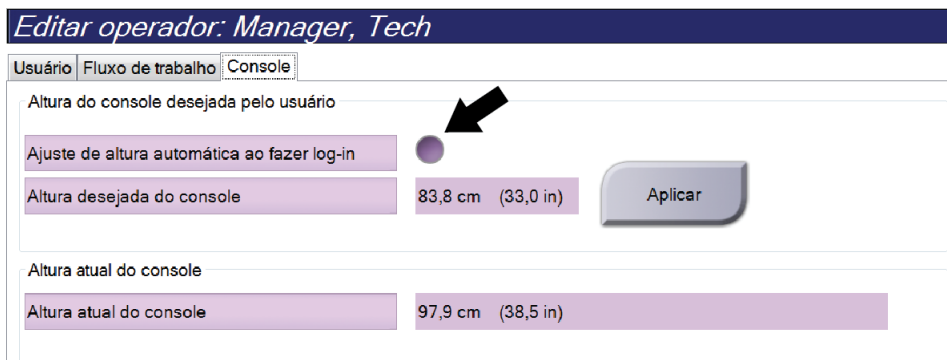 Editar operador: Manager, Tech
Usuário Fluxo de trabalho Console
Altura do console desejada pelo usuário
Ajuste de altura automática ao fazer log-in
Altura desejada do console 83,8 cm (33,0 in) Aplicar
Altura atual do console
Altura atual do console 97,9 cm (38,5 in)